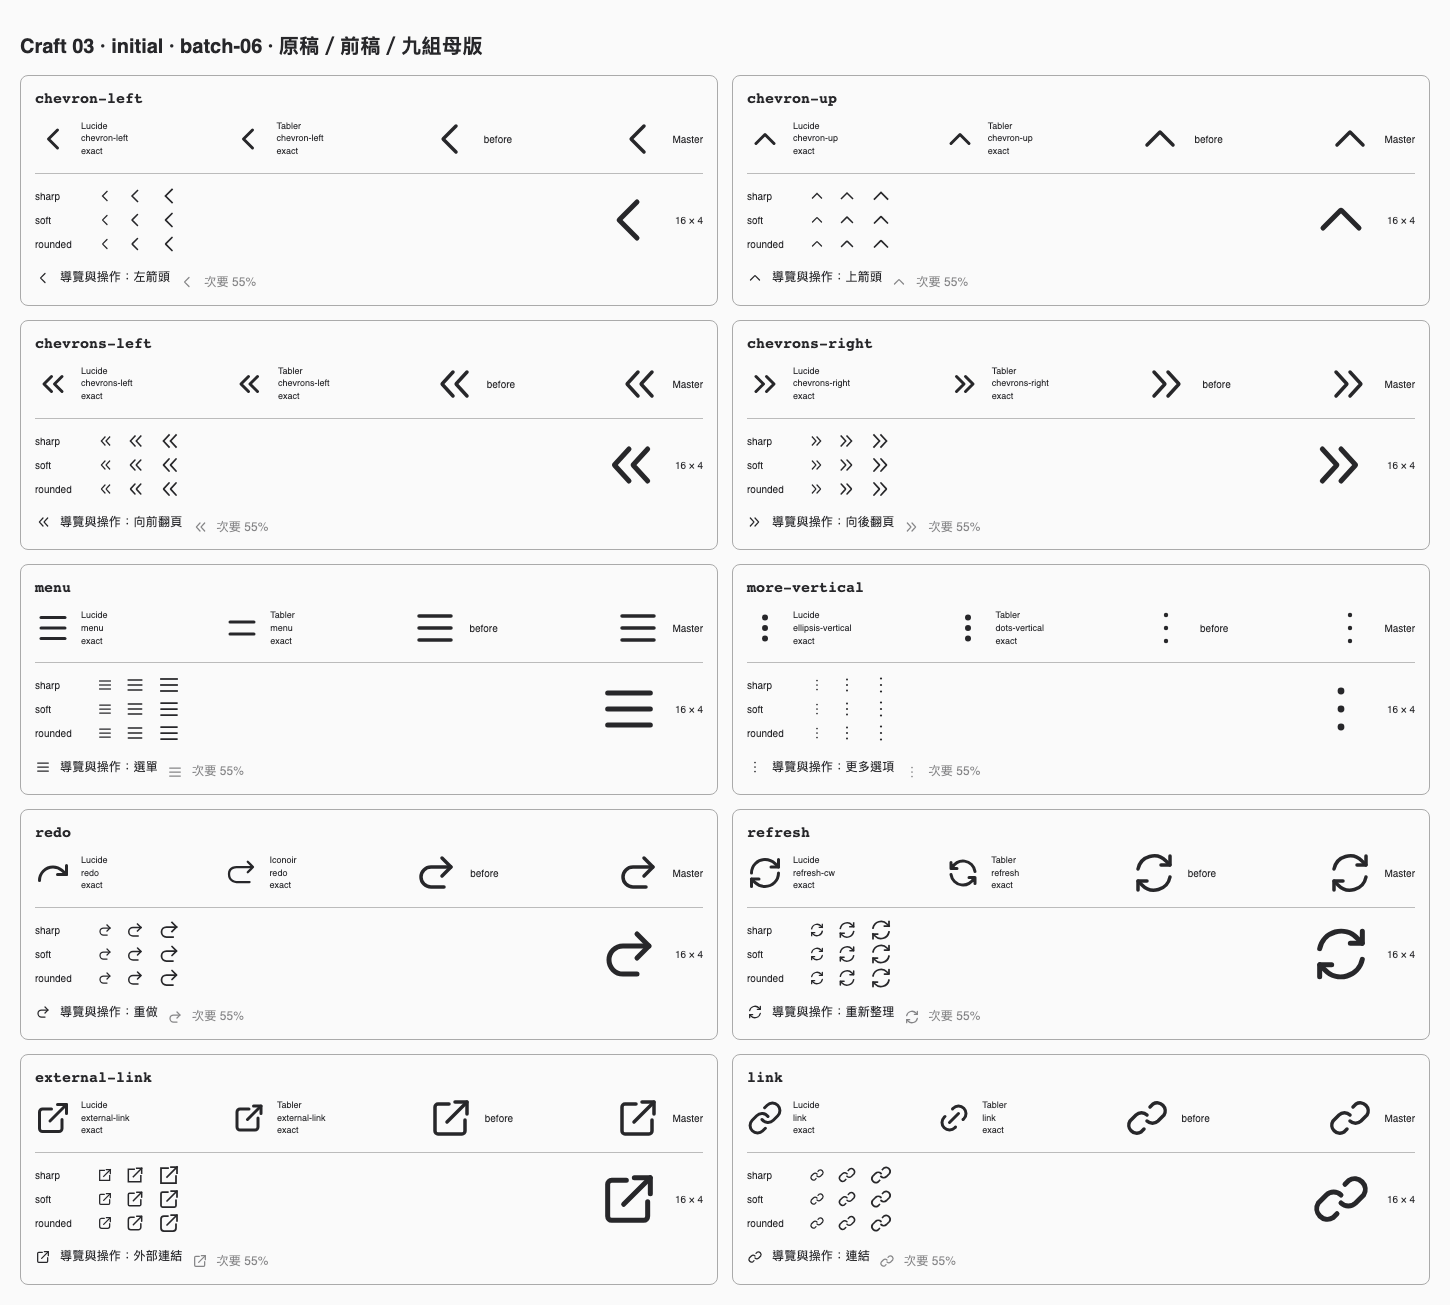 Craft 03 · initial · batch-06 · 原稿 / 前稿 / 九組母版
chevron-left
Lucide
chevron-left
exact
Tabler
chevron-left
exact
before
Master
sharp
soft
rounded
16 × 4
導覽與操作：左箭頭
次要 55%
chevron-up
Lucide
chevron-up
exact
Tabler
chevron-up
exact
before
Master
sharp
soft
rounded
16 × 4
導覽與操作：上箭頭
次要 55%
chevrons-left
Lucide
chevrons-left
exact
Tabler
chevrons-left
exact
before
Master
sharp
soft
rounded
16 × 4
導覽與操作：向前翻頁
次要 55%
chevrons-right
Lucide
chevrons-right
exact
Tabler
chevrons-right
exact
before
Master
sharp
soft
rounded
16 × 4
導覽與操作：向後翻頁
次要 55%
menu
Lucide
menu
exact
Tabler
menu
exact
before
Master
sharp
soft
rounded
16 × 4
導覽與操作：選單
次要 55%
more-vertical
Lucide
ellipsis-vertical
exact
Tabler
dots-vertical
exact
before
Master
sharp
soft
rounded
16 × 4
導覽與操作：更多選項
次要 55%
redo
Lucide
redo
exact
Iconoir
redo
exact
before
Master
sharp
soft
rounded
16 × 4
導覽與操作：重做
次要 55%
refresh
Lucide
refresh-cw
exact
Tabler
refresh
exact
before
Master
sharp
soft
rounded
16 × 4
導覽與操作：重新整理
次要 55%
external-link
Lucide
external-link
exact
Tabler
external-link
exact
before
Master
sharp
soft
rounded
16 × 4
導覽與操作：外部連結
次要 55%
link
Lucide
link
exact
Tabler
link
exact
before
Master
sharp
soft
rounded
16 × 4
導覽與操作：連結
次要 55%